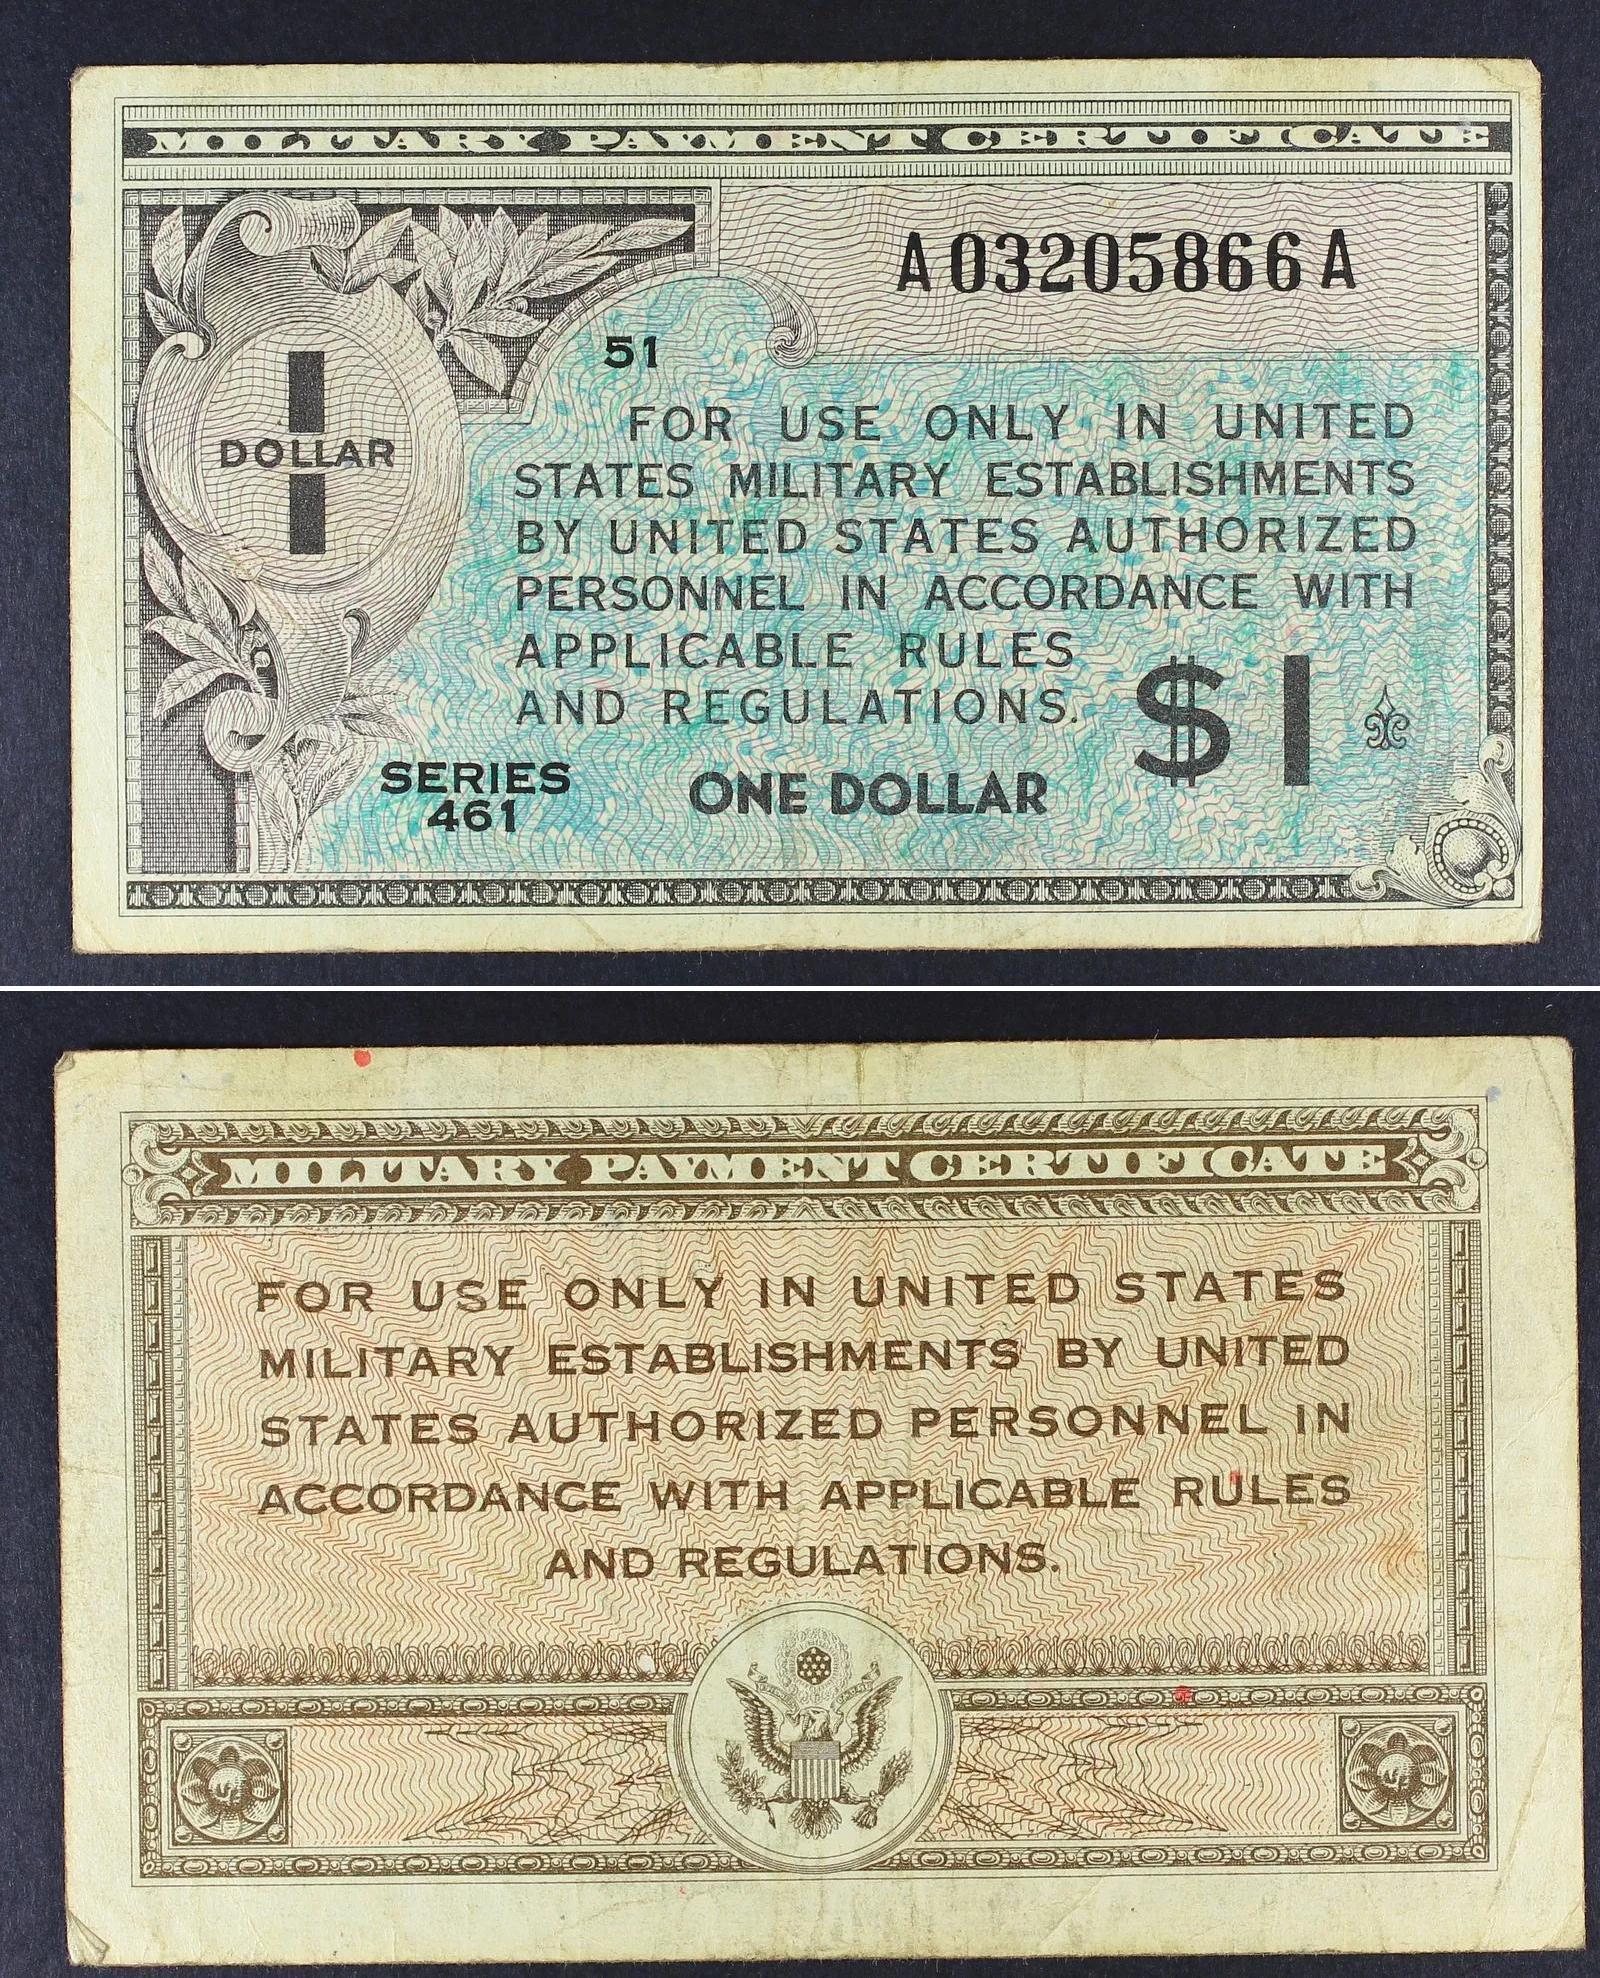 MILITARY PAYMENT CERTIFICATE
A03205866A
51
1
DOLLAR
FOR USE ONLY IN UNITED
STATES MILITARY ESTABLISHMENTS
BY UNITED STATES AUTHORIZED
PERSONNEL IN ACCORDANCE WITH
APPLICABLE RULES
AND REGULATIONS.
$1
SERIES
461
ONE DOLLAR
MILITARY PAYMENT CERTIFICATE
FOR USE ONLY IN UNITED STATES
MILITARY ESTABLISHMENTS BY UNITED
STATES AUTHORIZED PERSONNEL IN
ACCORDANCE WITH APPLICABLE RULES
AND REGULATIONS.